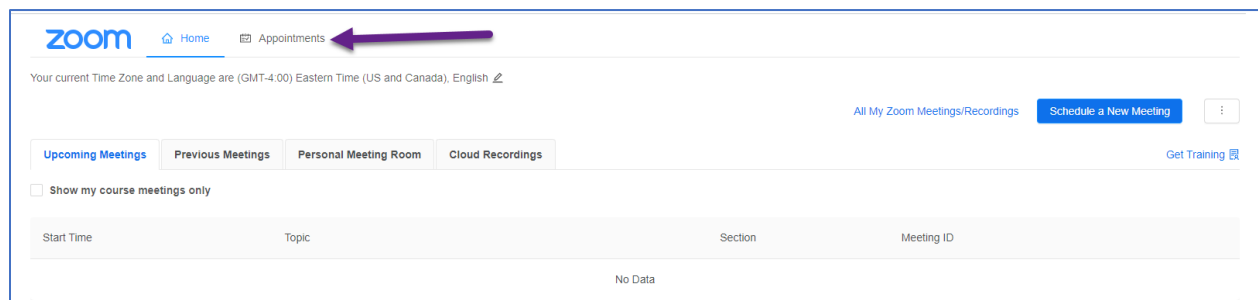 zoom Home Appointments
Your current Time Zone and Language are (GMT-4:00) Eastern Time (US and Canada), English
All My Zoom Meetings/Recordings Schedule a New Meeting
Upcoming Meetings Previous Meetings Personal Meeting Room Cloud Recordings Get Training
Show my course meetings only
Start Time Topic Section Meeting ID
No Data